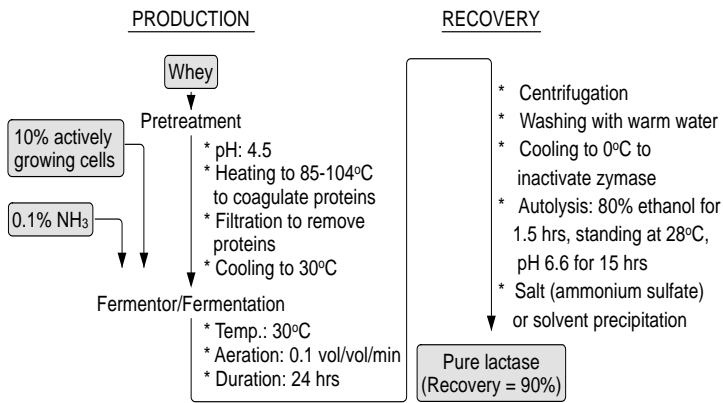 PRODUCTION
Whey
Pretreatment
10% actively
growing cells
0.1% NH₃
* pH: 4.5
* Heating to 85-104ºC
to coagulate proteins
* Filtration to remove
proteins
* Cooling to 30ºC
Fermentor/Fermentation
* Temp.: 30ºC
* Aeration: 0.1 vol/vol/min
* Duration: 24 hrs
RECOVERY
* Centrifugation
* Washing with warm water
* Cooling to 0ºC to
inactivate zymase
* Autolysis: 80% ethanol for
1.5 hrs, standing at 28ºC,
pH 6.6 for 15 hrs
* Salt (ammonium sulfate)
or solvent precipitation
Pure lactase
(Recovery = 90%)